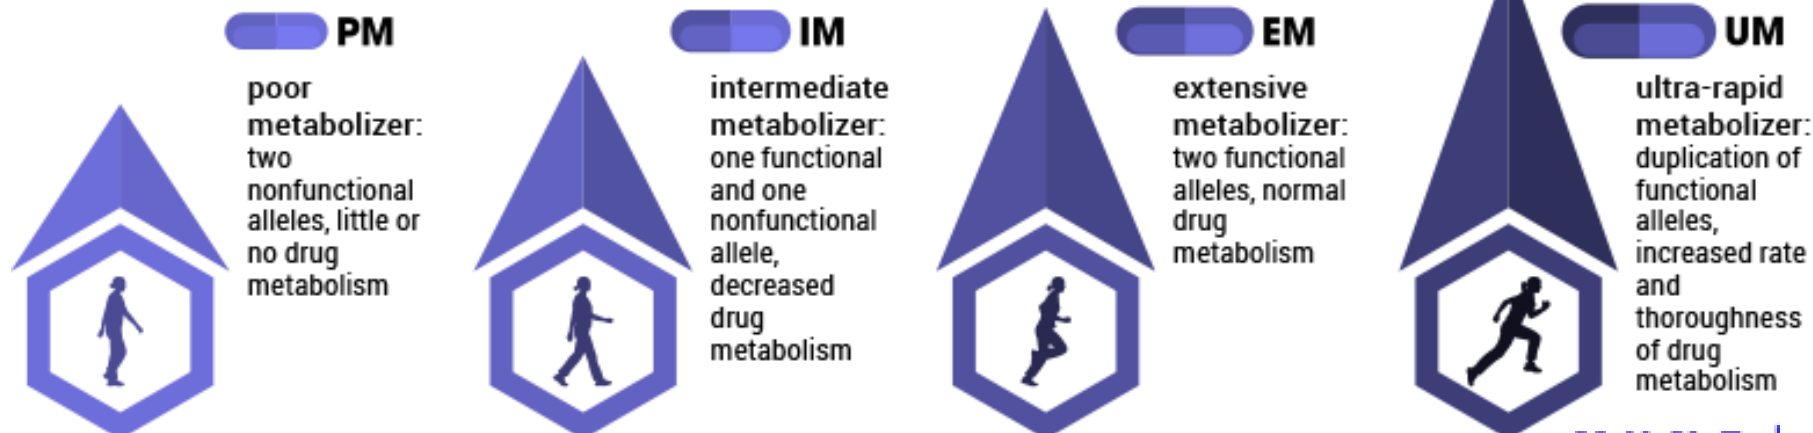 PM
poor
metabolizer:
two
nonfunctional
alleles, little or
no drug
metabolism
IM
intermediate
metabolizer:
one functional
and one
nonfunctional
allele,
decreased
drug
metabolism
EM
extensive
metabolizer:
two functional
alleles, normal
drug
metabolism
UM
ultra-rapid
metabolizer:
duplication of
functional
alleles,
increased rate
and
thoroughness
of drug
metabolism